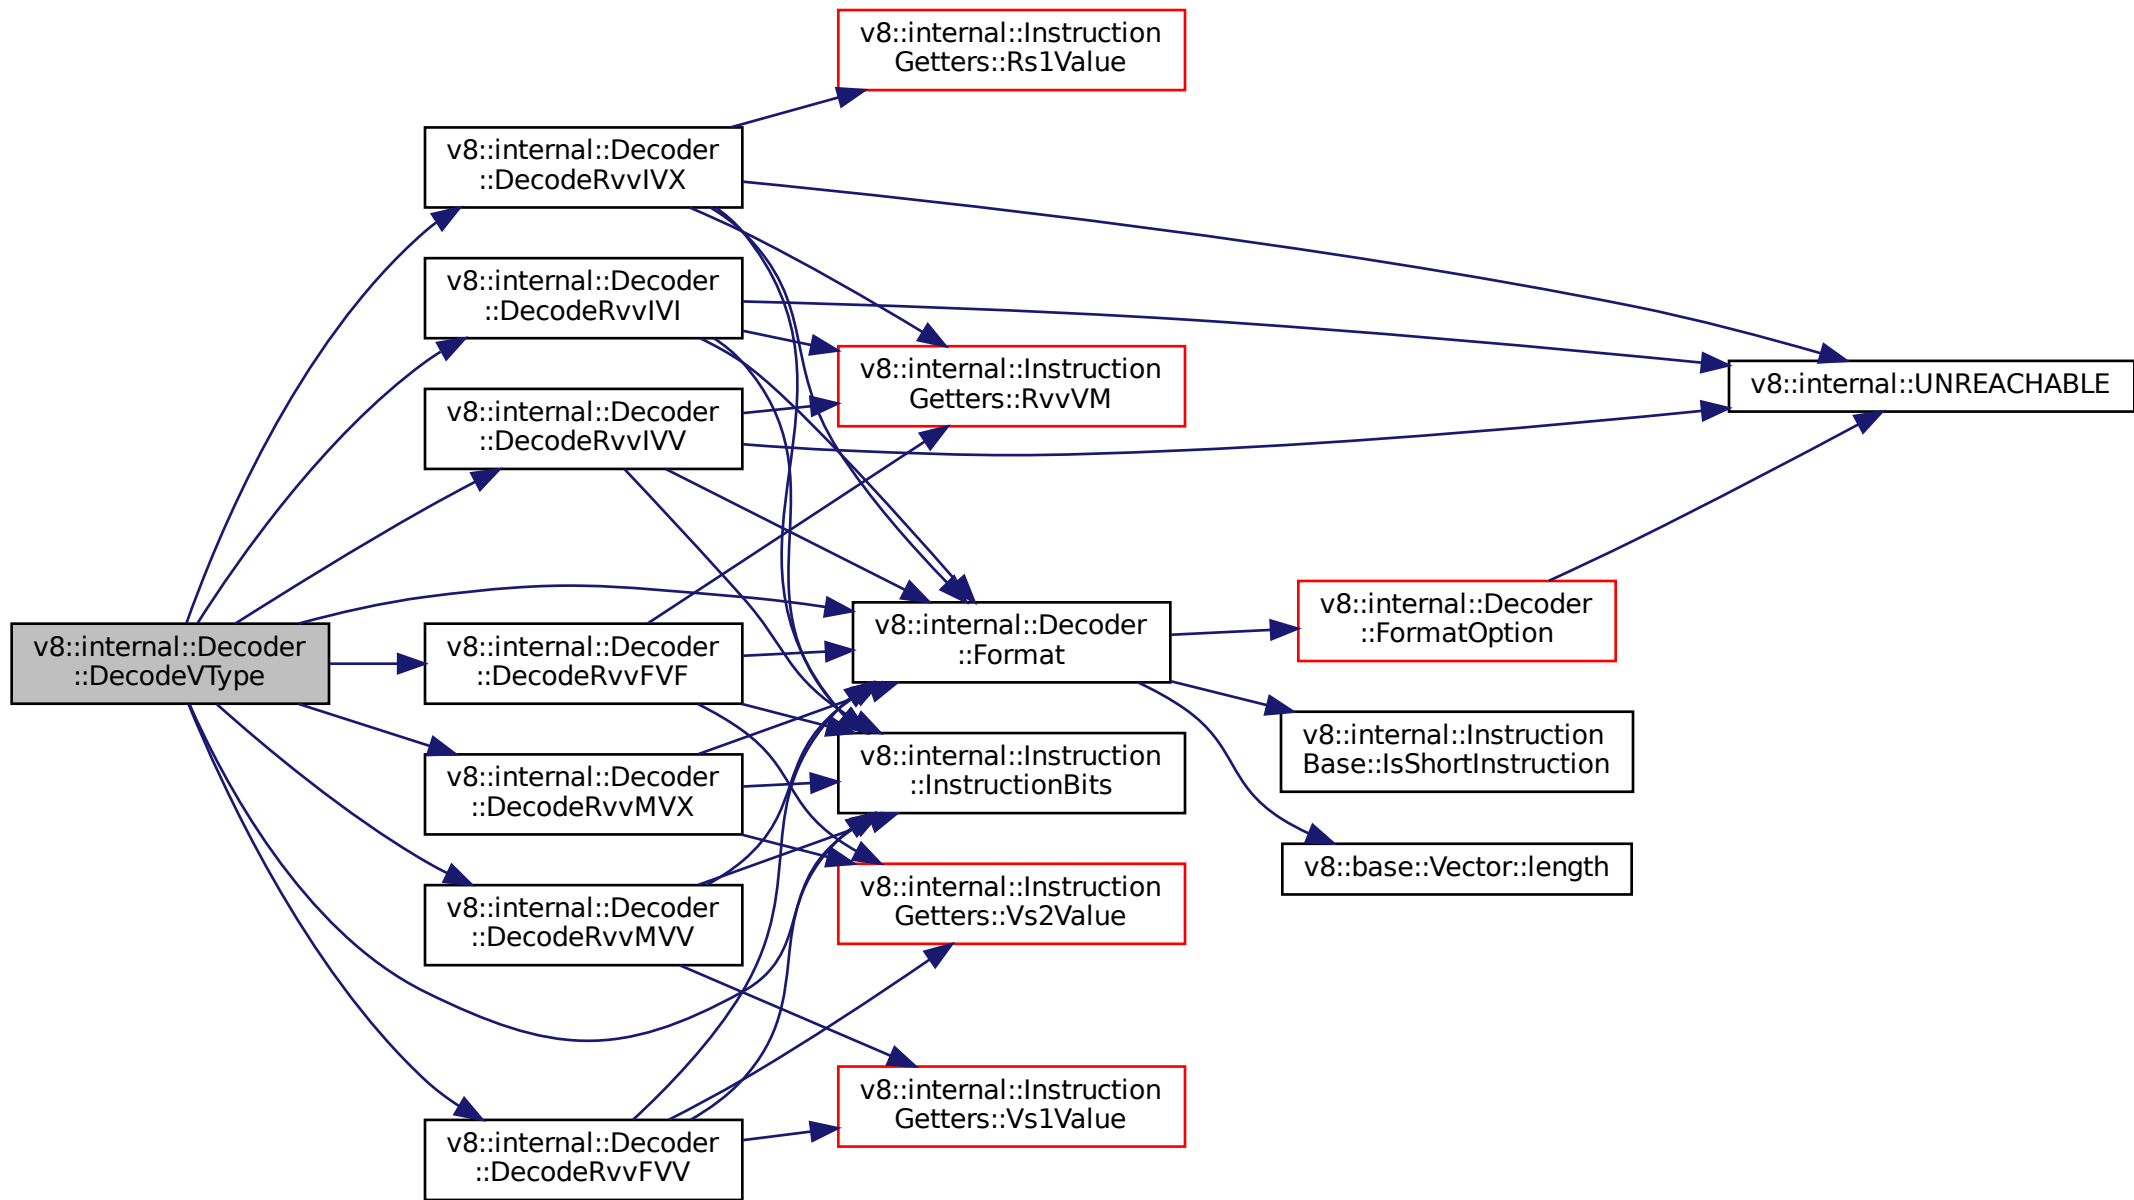 v8::internal::Decoder
::DecodeVType
v8::internal::Decoder
::DecodeRvvIVX
v8::internal::Decoder
::DecodeRvvIVI
v8::internal::Decoder
::DecodeRvvIVV
v8::internal::Decoder
::DecodeRvvFVF
v8::internal::Decoder
::DecodeRvvMVX
v8::internal::Decoder
::DecodeRvvMVV
v8::internal::Decoder
::DecodeRvvFVV
v8::internal::Instruction
Getters::Rs1Value
v8::internal::Instruction
Getters::RvvVM
v8::internal::Decoder
::Format
v8::internal::Instruction
::InstructionBits
v8::internal::Instruction
Getters::Vs2Value
v8::internal::Instruction
Getters::Vs1Value
v8::internal::Decoder
::FormatOption
v8::internal::Instruction
Base::IsShortInstruction
v8::base::Vector::length
v8::internal::UNREACHABLE